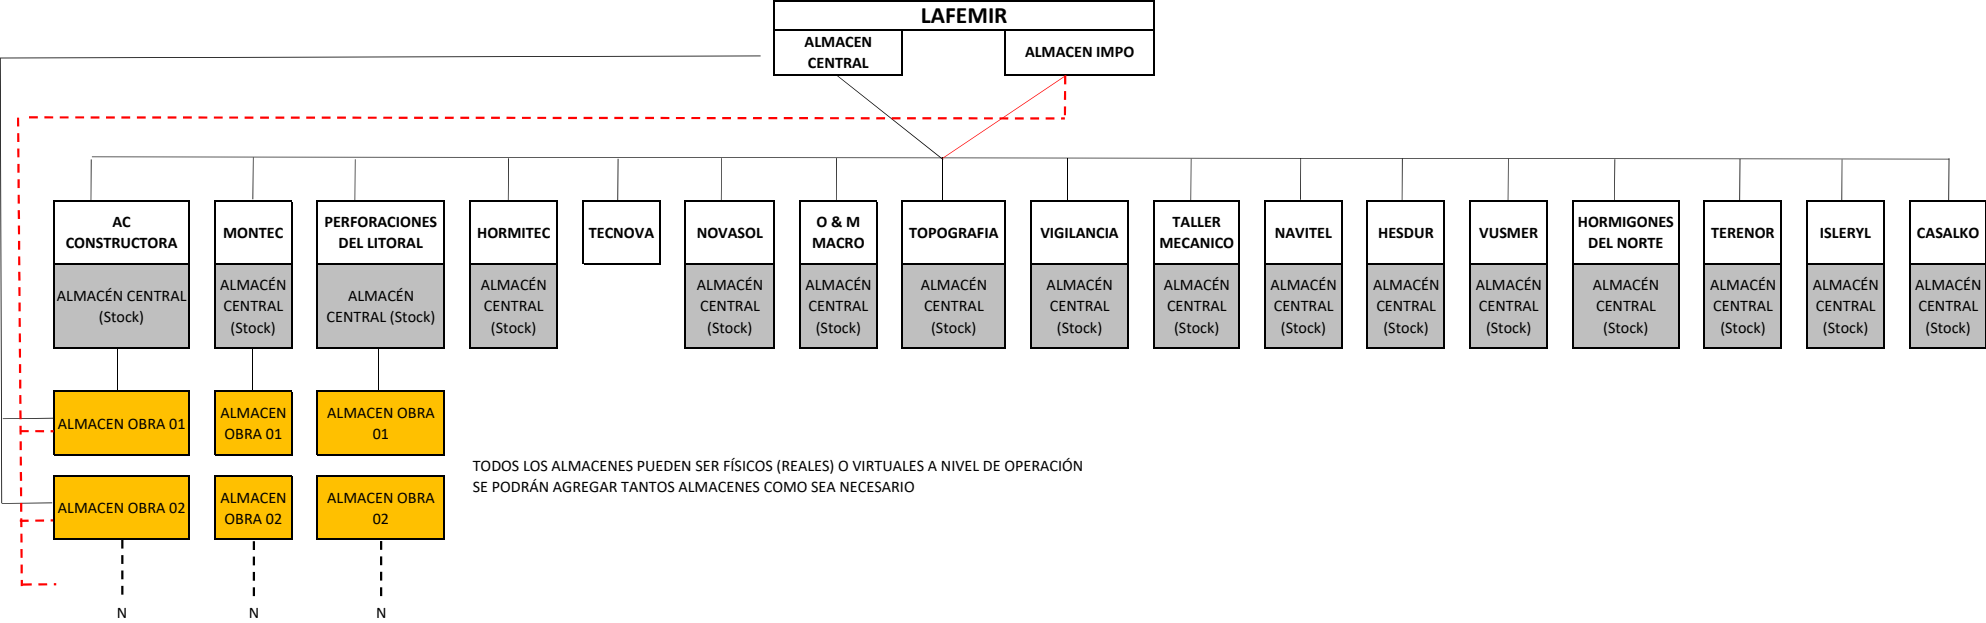 LAFEMIR
ALMACEN
CENTRAL
ALMACEN IMPO
AC
CONSTRUCTORA
MONTEC
PERFORACIONES
DEL LITORAL
HORMITEC
TECNOVA
NOVASOL
O & M
MACRO
TOPOGRAFIA
VIGILANCIA
TALLER
MECANICO
NAVITEL
HESDUR
VUSMER
HORMIGONES
DEL NORTE
TERENOR
ISLERYL
CASALKO
ALMACÉN CENTRAL
(Stock)
ALMACÉN
CENTRAL
(Stock)
ALMACÉN
CENTRAL (Stock)
ALMACÉN
CENTRAL
(Stock)
ALMACÉN
CENTRAL
(Stock)
ALMACÉN
CENTRAL
(Stock)
ALMACÉN
CENTRAL
(Stock)
ALMACÉN
CENTRAL
(Stock)
ALMACÉN
CENTRAL
(Stock)
ALMACÉN
CENTRAL
(Stock)
ALMACÉN
CENTRAL
(Stock)
ALMACÉN
CENTRAL
(Stock)
ALMACÉN
CENTRAL
(Stock)
ALMACÉN
CENTRAL
(Stock)
ALMACÉN
CENTRAL
(Stock)
ALMACÉN
CENTRAL
(Stock)
ALMACEN OBRA 01
ALMACEN
OBRA 01
ALMACEN OBRA
01
ALMACEN OBRA 02
ALMACEN
OBRA 02
ALMACEN OBRA
02
TODOS LOS ALMACENES PUEDEN SER FÍSICOS (REALES) O VIRTUALES A NIVEL DE OPERACIÓN
SE PODRÁN AGREGAR TANTOS ALMACENES COMO SEA NECESARIO
N
N
N